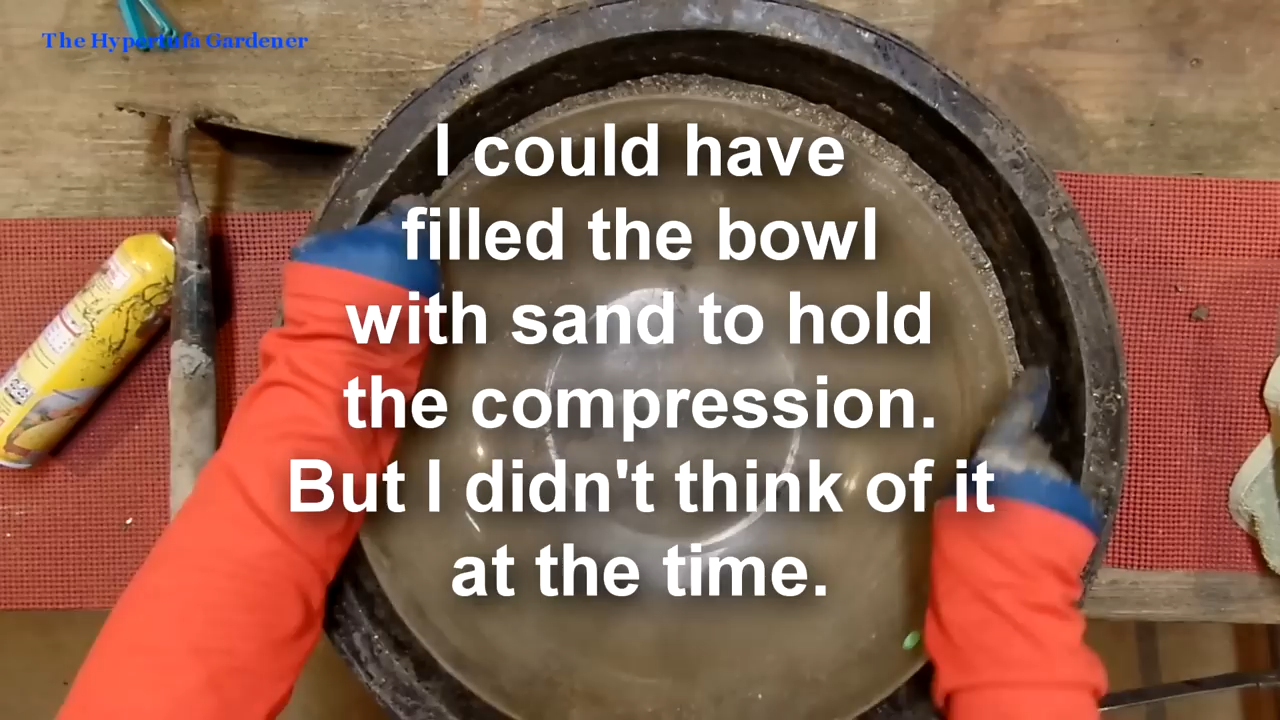 The Hypertufa Gardener
I could have
filled the bowl
with sand to hold
the compression.
But I didn't think of it
at the time.